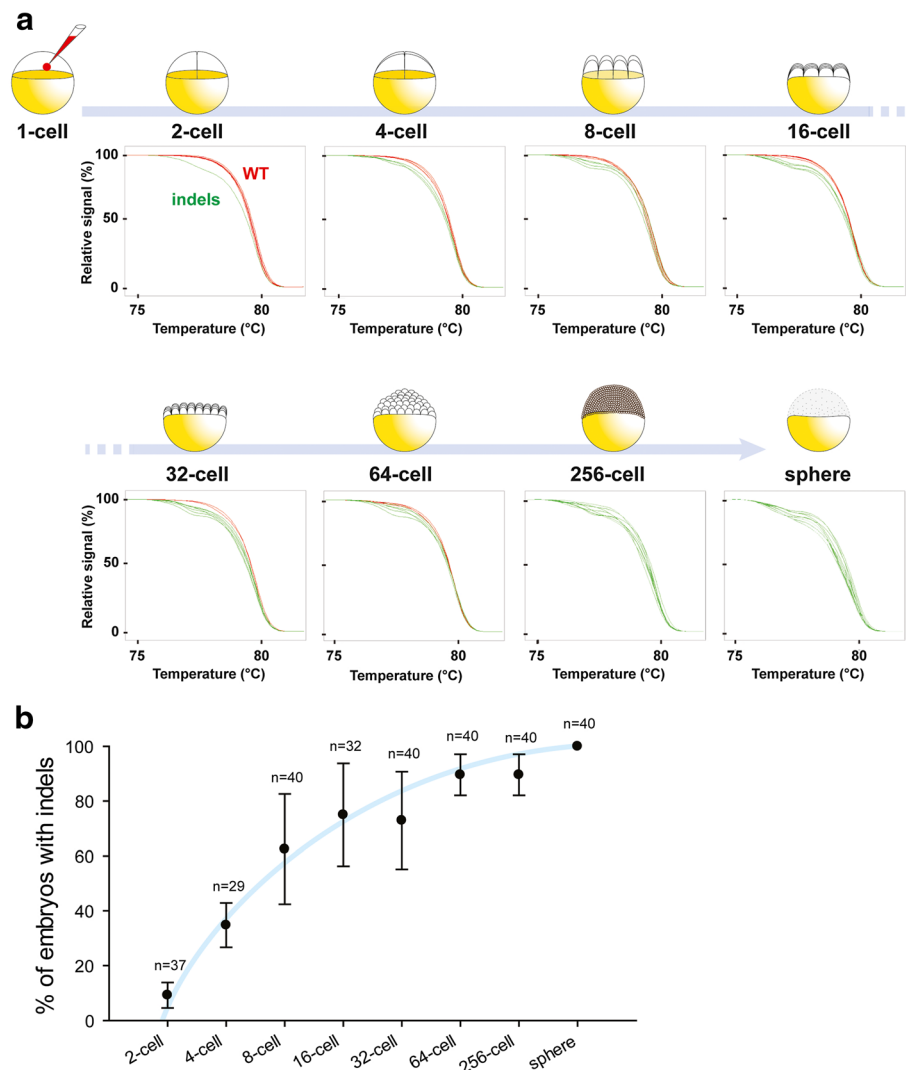 a
1-cell
2-cell
4-cell
8-cell
16-cell
Relative signal (%)
100
50
0
WT
indels
75 80
75 80
75 80
75 80
Temperature (°C)
Temperature (°C)
Temperature (°C)
Temperature (°C)
32-cell
64-cell
256-cell
sphere
Relative signal (%)
100
50
0
75 80
75 80
75 80
75 80
Temperature (°C)
Temperature (°C)
Temperature (°C)
Temperature (°C)
b
% of embryos with indels
100
80
60
40
20
0
n=37
n=29
n=40
n=32
n=40
n=40
n=40
n=40
2-cell
4-cell
8-cell
16-cell
32-cell
64-cell
256-cell
sphere